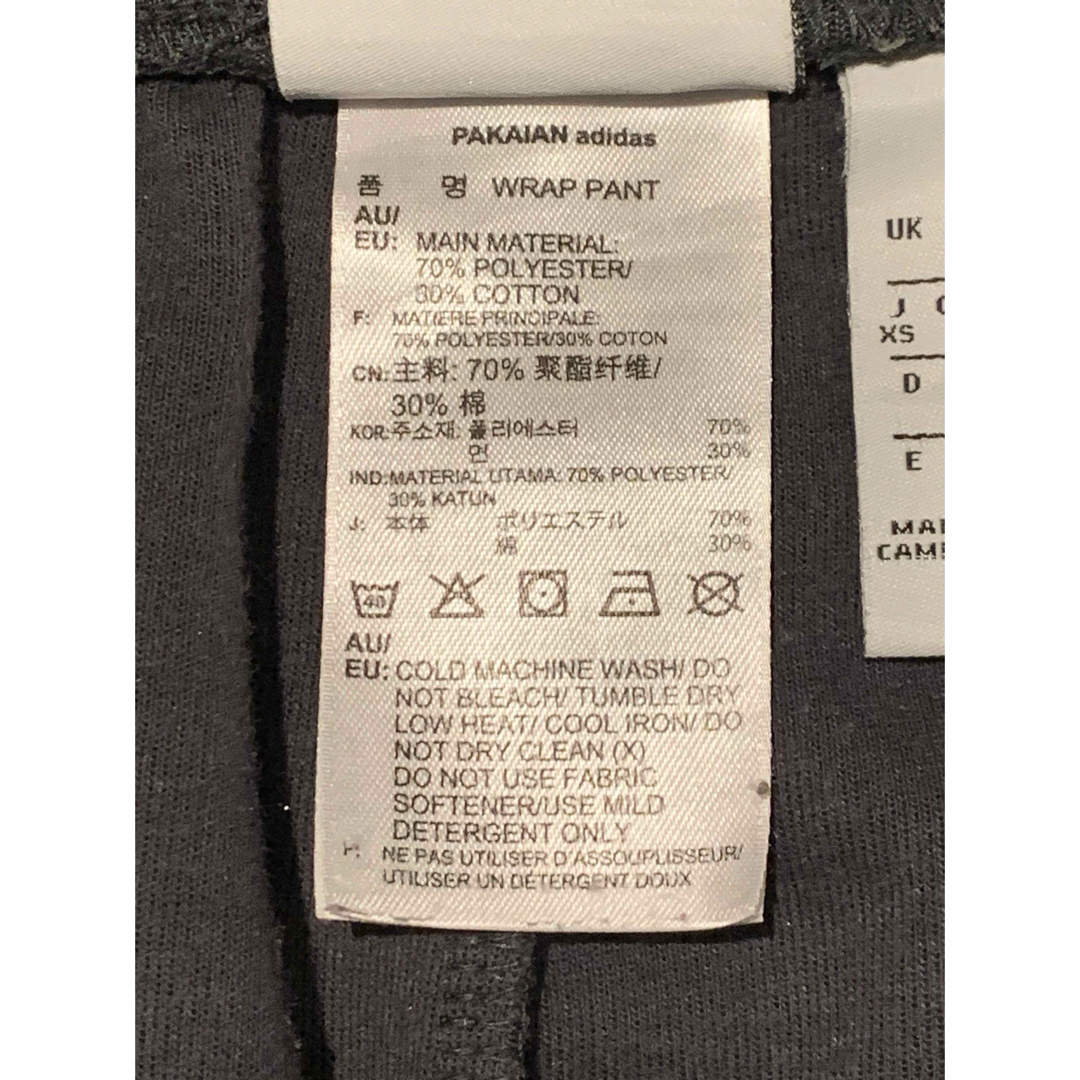 PAKAIAN adidas
품 명 WRAP PANT
AU/
EU: MAIN MATERIAL:
70% POLYESTER/
30% COTTON
F: MATIERE PRINCIPALE:
70% POLYESTER/30% COTON
CN: 主料: 70% 聚酯纤维/
30% 棉
KOR: 주소재: 폴리에스터 70%
면 30%
IND: MATERIAL UTAMA: 70% POLYESTER/
30% KATUN
J: 本体 ポリエステル 70%
綿 30%
40
AU/
EU: COLD MACHINE WASH/ DO
NOT BLEACH/ TUMBLE DRY
LOW HEAT/ COOL IRON/ DO
NOT DRY CLEAN (X)
DO NOT USE FABRIC
SOFTENER/USE MILD
DETERGENT ONLY
F: NE PAS UTILISER D'ASSOUPLISSEUR/
UTILISER UN DETERGENT DOUX
UK
J
XS
D
E